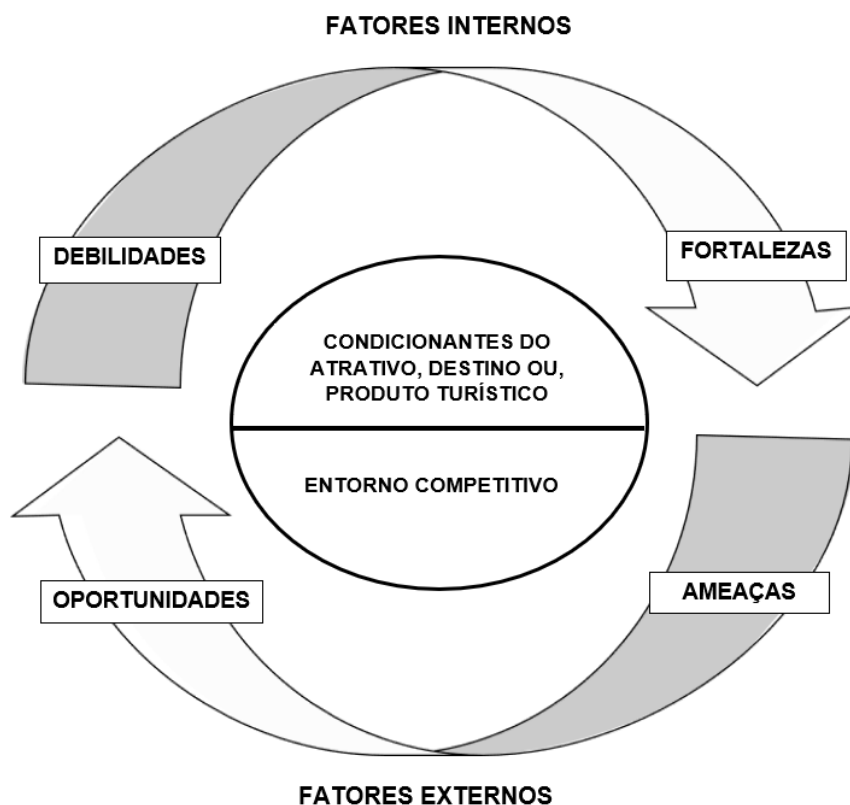 FATORES INTERNOS
DEBILIDADES
FORTALEZAS
CONDICIONANTES DO
ATRATIVO, DESTINO OU,
PRODUTO TURÍSTICO
ENTORNO COMPETITIVO
OPORTUNIDADES
AMEAÇAS
FATORES EXTERNOS